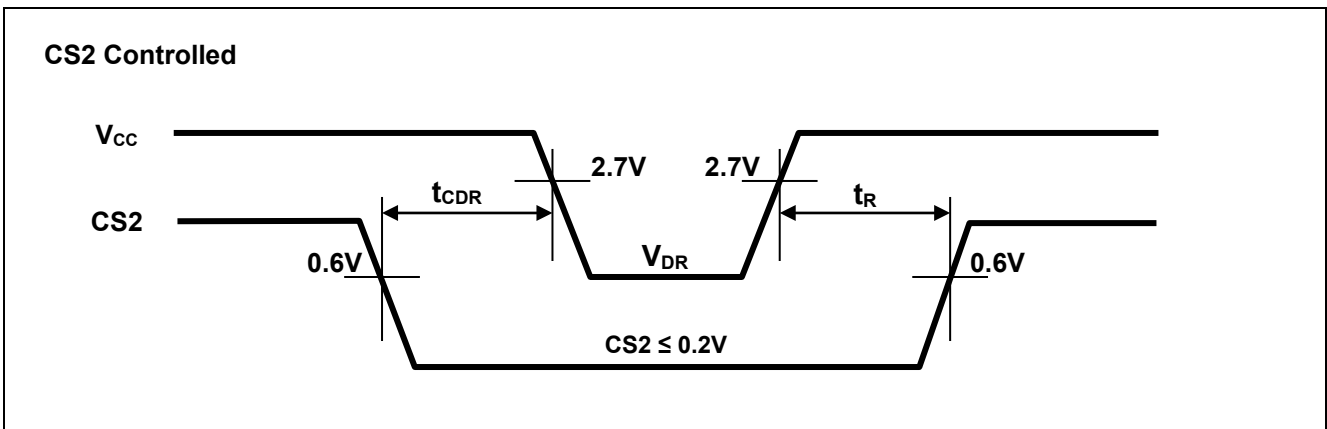 CS2 Controlled
VCC
2.7V
2.7V
tCDR
tR
CS2
0.6V
VDR
0.6V
CS2 ≤ 0.2V